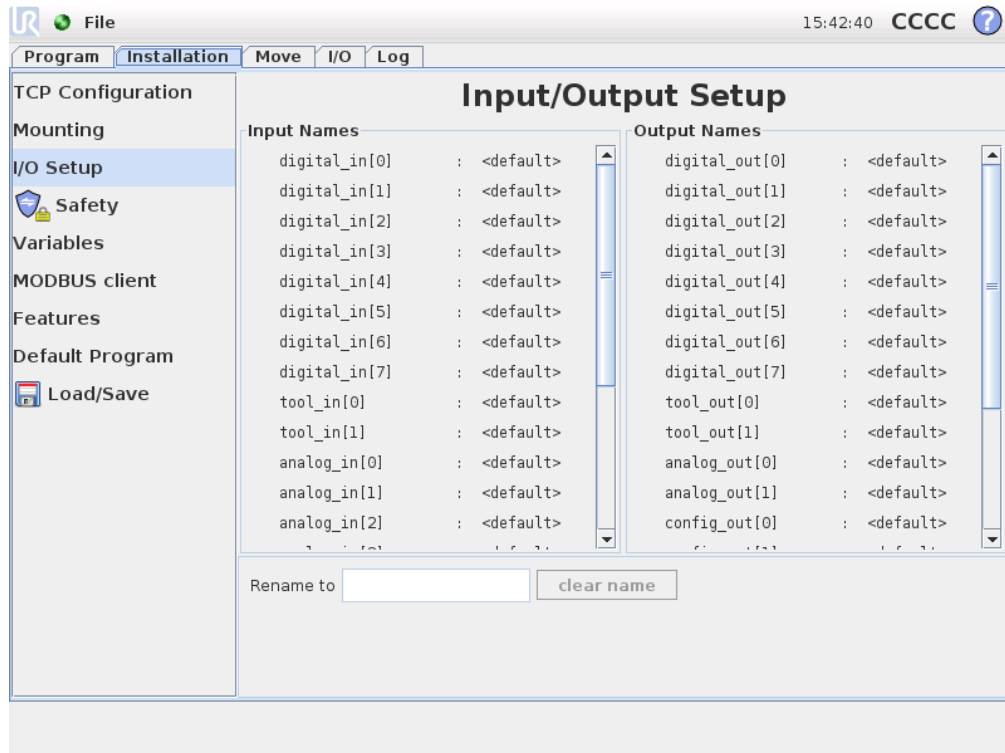 UR File 15:42:40 CCCC ?
Program Installation Move I/O Log
TCP Configuration
Mounting
I/O Setup
Safety
Variables
MODBUS client
Features
Default Program
Load/Save
Input/Output Setup
Input Names
digital_in[0] : <default>
digital_in[1] : <default>
digital_in[2] : <default>
digital_in[3] : <default>
digital_in[4] : <default>
digital_in[5] : <default>
digital_in[6] : <default>
digital_in[7] : <default>
tool_in[0] : <default>
tool_in[1] : <default>
analog_in[0] : <default>
analog_in[1] : <default>
analog_in[2] : <default>
Output Names
digital_out[0] : <default>
digital_out[1] : <default>
digital_out[2] : <default>
digital_out[3] : <default>
digital_out[4] : <default>
digital_out[5] : <default>
digital_out[6] : <default>
digital_out[7] : <default>
tool_out[0] : <default>
tool_out[1] : <default>
analog_out[0] : <default>
analog_out[1] : <default>
config_out[0] : <default>
Rename to clear name